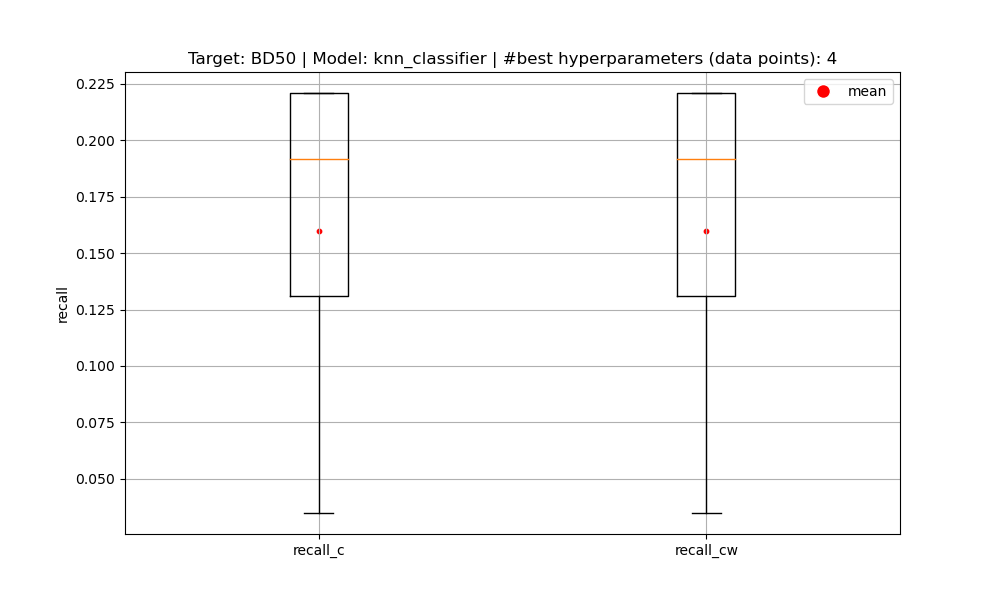 Target: BD50 | Model: knn_classifier | #best hyperparameters (data points): 4
mean
0.225
0.200
0.175
0.150
0.125
0.100
0.075
0.050
recall
recall_c
recall_cw